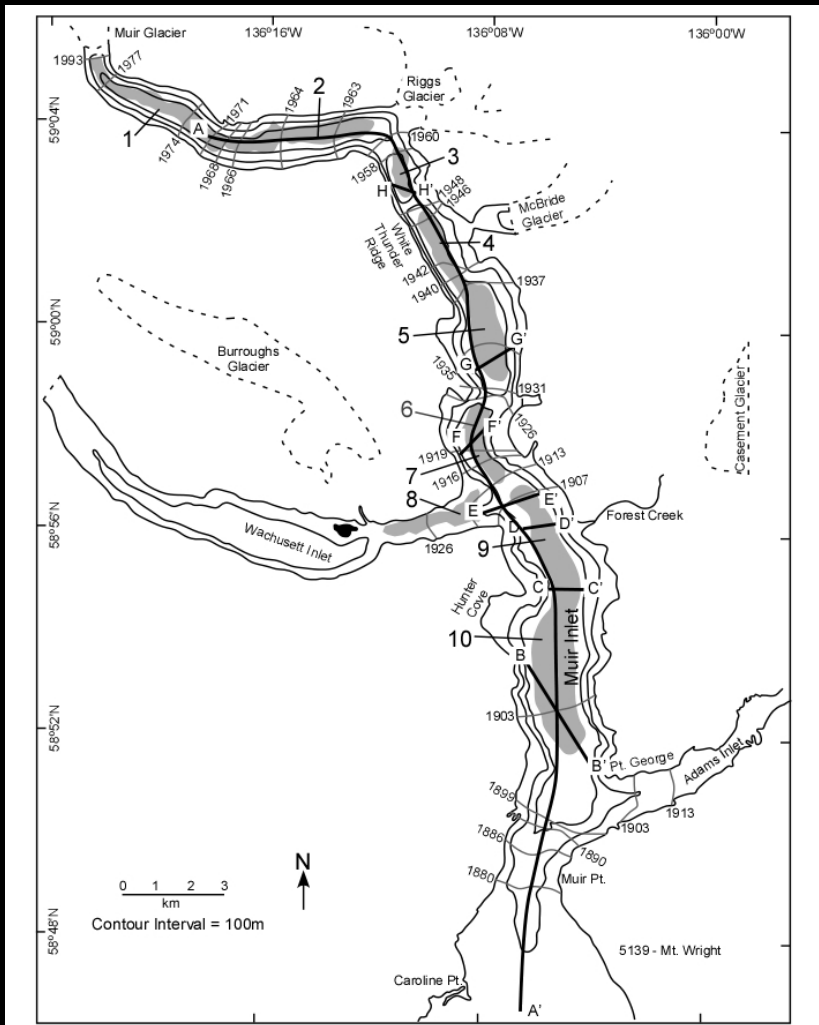 Muir Glacier
136°16'W
136°08'W
136°00'W
1993
1977
59°04'N
1
A
1974
1968
1966
1971
1964
2
1963
Riggs
Glacier
1960
1958
3
H
H'
1948
1946
McBride
Glacier
White
Thunder
Ridge
4
1942
1940
1937
59°00'N
5
G
G'
Burroughs
Glacier
1935
1931
6
1926
F
F'
1919
7
1916
1913
Casement Glacier
8
1907
E
E'
58°56'N
D
D'
Forest Creek
9
Wachusett Inlet
1926
C
C'
Hunter
Cove
10
Muir Inlet
B
1903
58°52'N
B'
Pt. George
Adams Inlet
1899
1903
1913
1886
1890
1880
Muir Pt.
N
0 1 2 3
km
Contour Interval = 100m
58°48'N
5139 - Mt. Wright
Caroline Pt.
A'